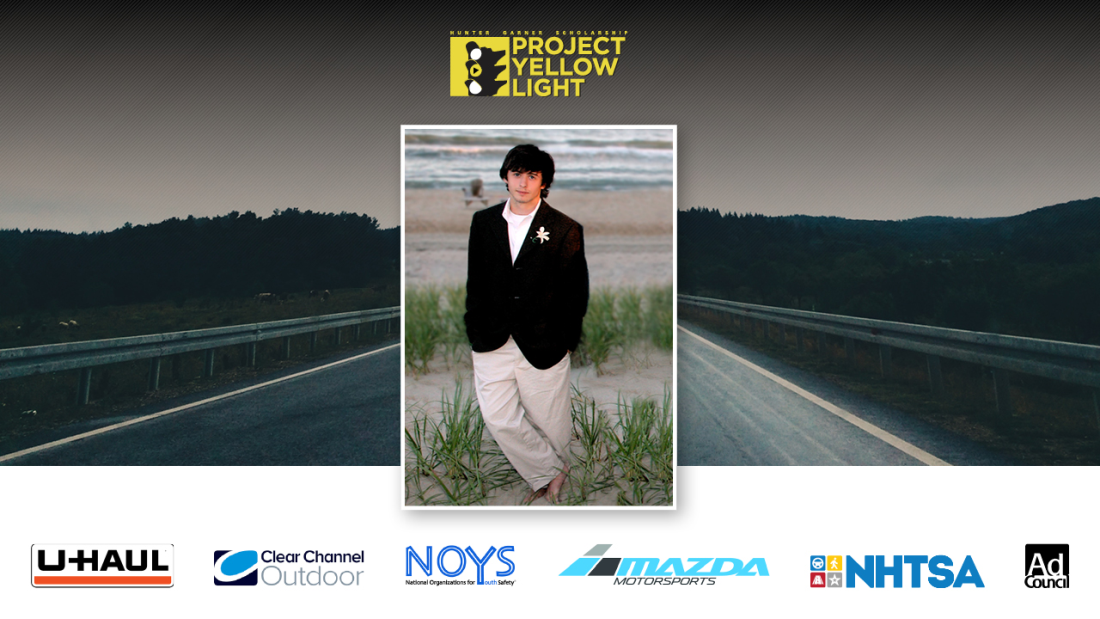 HUNTER GARNER SCHOLARSHIP
PROJECT
YELLOW
LIGHT
U-HAUL
Clear Channel
Outdoor
NOYS
National Organizations for Youth Safety
MAZDA
MOTORSPORTS
NHTSA
Ad
Council